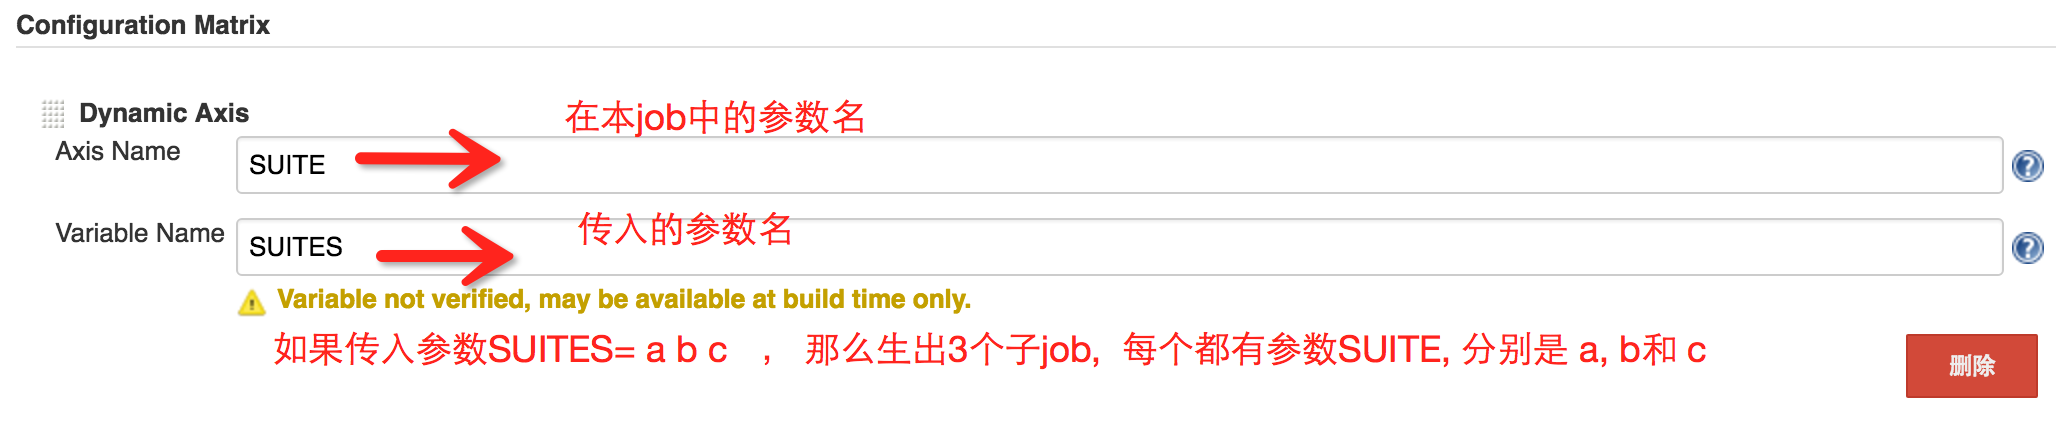 Configuration Matrix
Dynamic Axis
在本job中的参数名
Axis Name
SUITE
?
传入的参数名
Variable Name
SUITES
?
Variable not verified, may be available at build time only.
如果传入参数SUITES= a b c ， 那么生出3个子job, 每个都有参数SUITE, 分别是 a, b和 c
删除